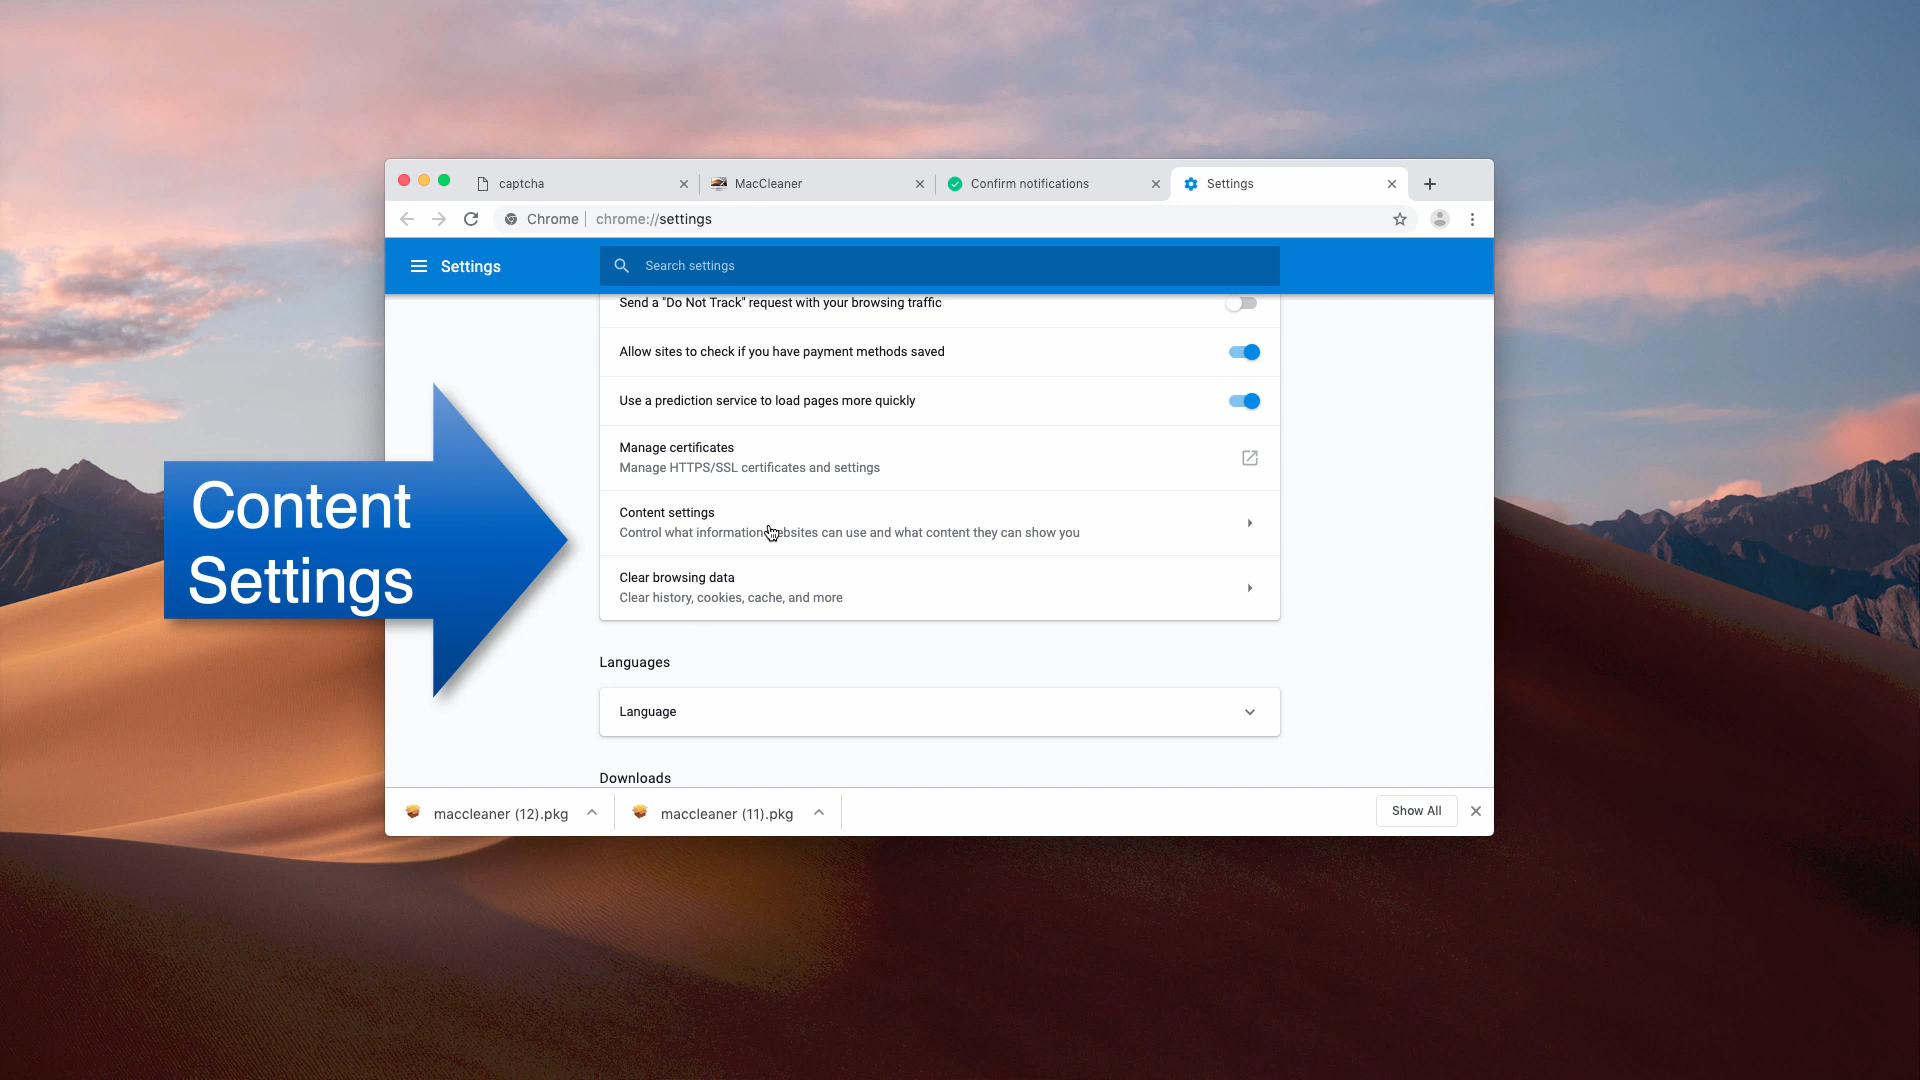 captcha
MacCleaner
Confirm notifications
Settings
Chrome | chrome://settings
Settings
Search settings
Send a "Do Not Track" request with your browsing traffic
Allow sites to check if you have payment methods saved
Use a prediction service to load pages more quickly
Manage certificates
Manage HTTPS/SSL certificates and settings
Content
Settings
Content settings
Control what information ebsites can use and what content they can show you
Clear browsing data
Clear history, cookies, cache, and more
Languages
Language
Downloads
maccleaner (12).pkg
maccleaner (11).pkg
Show All